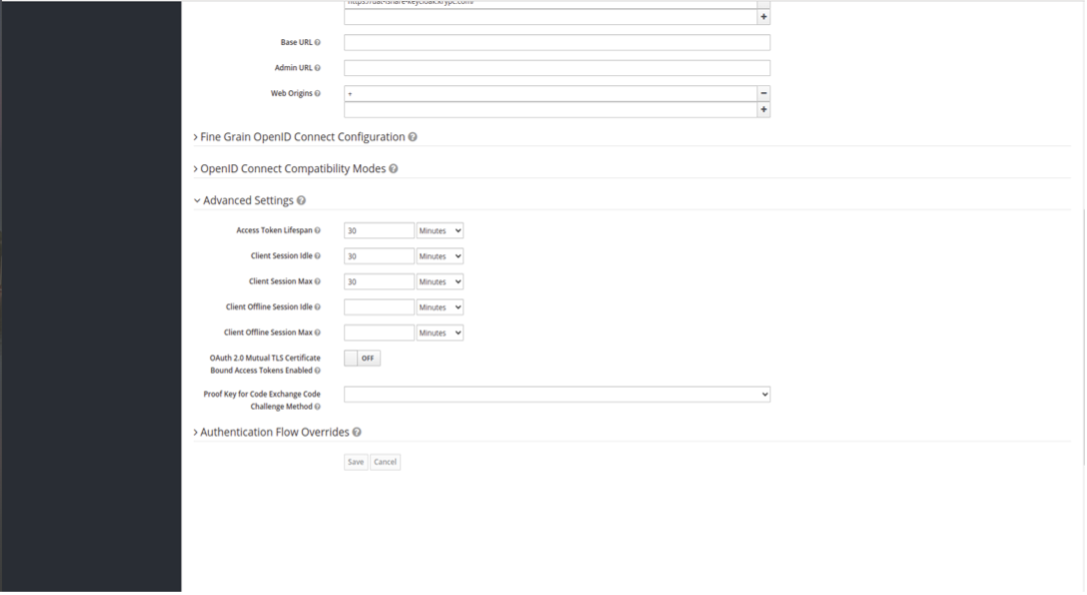 +
Base URL
Admin URL
Web Origins
+ −
+
Fine Grain OpenID Connect Configuration
OpenID Connect Compatibility Modes
Advanced Settings
Access Token Lifespan 30 Minutes
Client Session Idle 30 Minutes
Client Session Max 30 Minutes
Client Offline Session Idle Minutes
Client Offline Session Max Minutes
OAuth 2.0 Mutual TLS Certificate
Bound Access Tokens Enabled OFF
Proof Key for Code Exchange Code
Challenge Method
Authentication Flow Overrides
Save Cancel